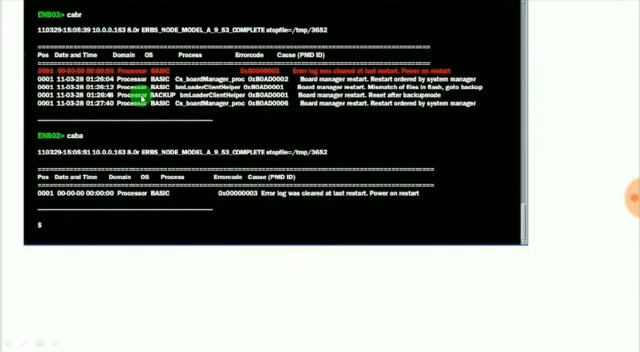 ENB03> cabr
110329-15:05:39 10.0.0.163 8.0r ERBS_NODE_MODEL_A_9_53_COMPLETE stopfile=/tmp/3652
Pos Date and Time Domain OS Process Errorcode Cause (PMD ID)
0001 00-00-00 00:00:00 Processor BASIC 0x00000003 Error log was cleared at last restart. Power on restart
0001 11-03-28 01:26:04 Processor BASIC Cs_boardManager_proc 0xB0AD0002 Board manager restart. Restart ordered by system manager
0001 11-03-28 01:26:12 Processor BASIC bmLoaderClientHelper 0xB0AD0001 Board manager restart. Mismatch of files in flash, goto backup
0001 11-03-28 01:26:48 Processor BACKUP bmLoaderClientHelper 0xB0AD0001 Board manager restart. Reset after backupmode
0001 11-03-28 01:27:40 Processor BASIC Cs_boardManager_proc 0xB0AD0006 Board manager restart. Restart ordered by system manager
ENB02> caba
110329-15:05:51 10.0.0.163 8.0r ERBS_NODE_MODEL_A_9_53_COMPLETE stopfile=/tmp/3652
Pos Date and Time Domain OS Process Errorcode Cause (PMD ID)
0001 00-00-00 00:00:00 Processor BASIC 0x00000003 Error log was cleared at last restart. Power on restart
$